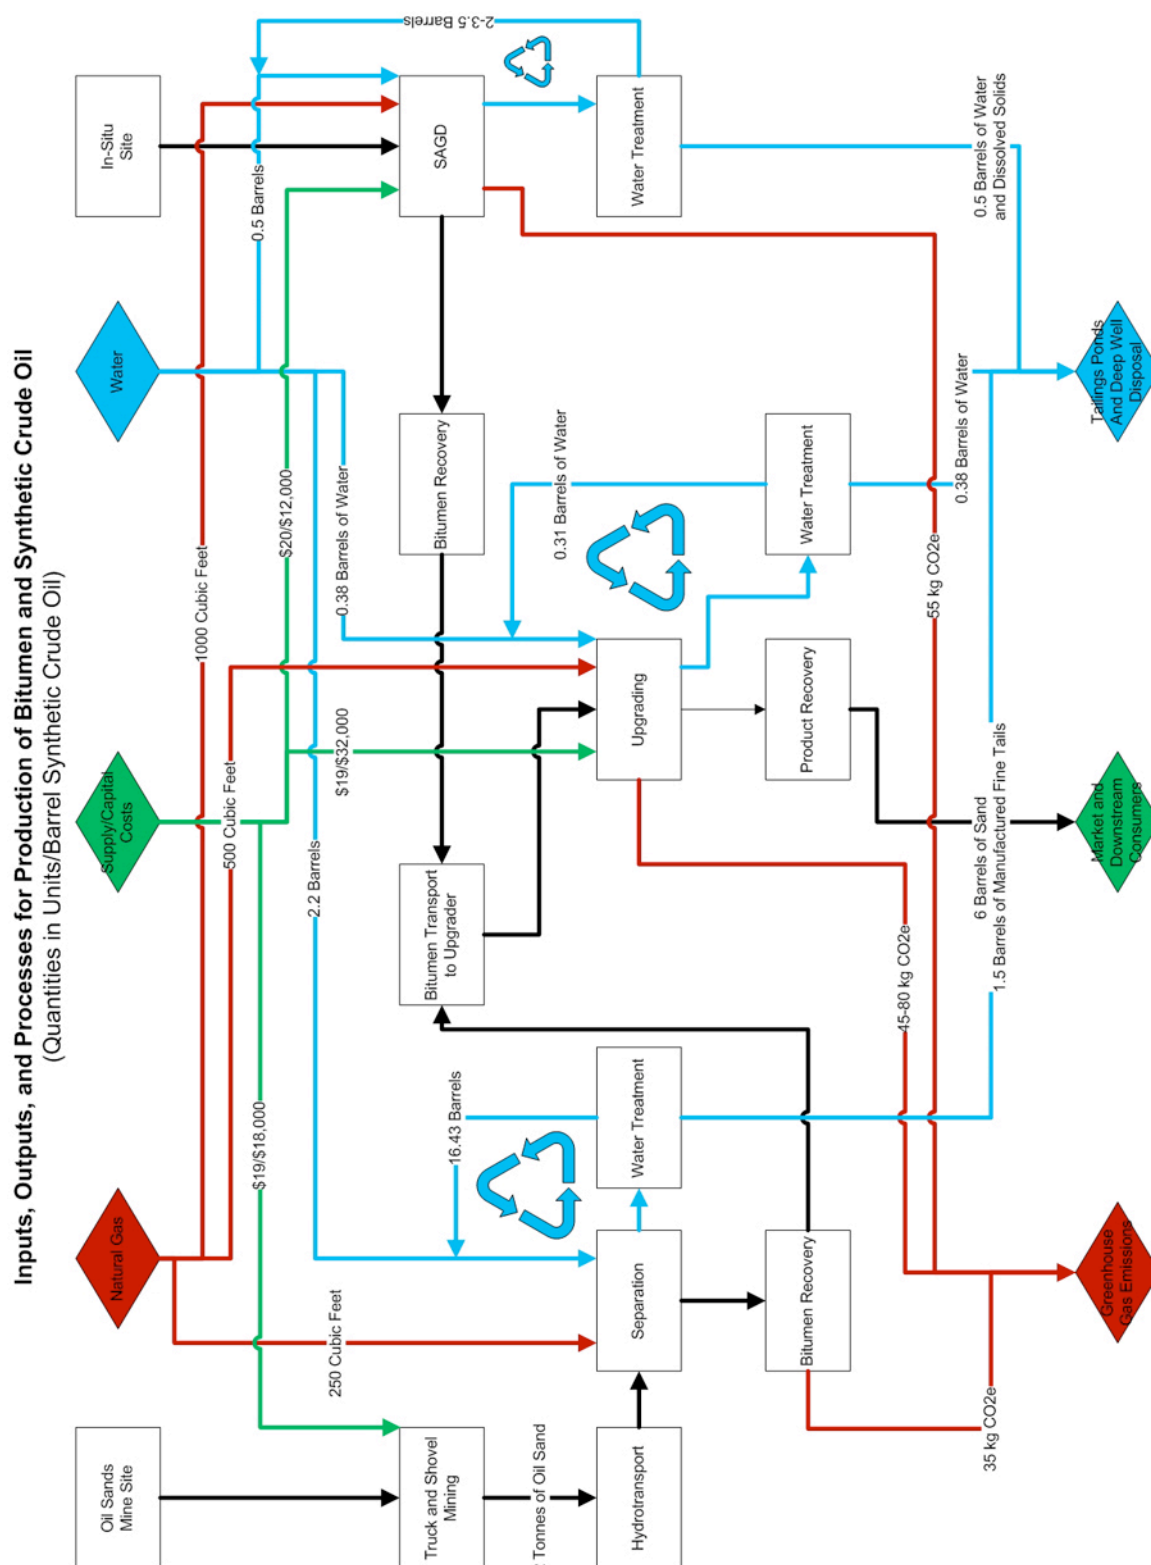 Inputs, Outputs, and Processes for Production of Bitumen and Synthetic Crude Oil
(Quantities in Units/Barrel Synthetic Crude Oil)
Oil Sands
Mine Site
Natural Gas
Supply/Capital
Costs
Water
In-Situ
Site
1000 Cubic Feet
500 Cubic Feet
$19/$18,000
0.5 Barrels
$20/$12,000
250 Cubic Feet
2.2 Barrels
$19/$32,000
0.38 Barrels of Water
2-3.5 Barrels
Truck and Shovel
Mining
Bitumen Transport
to Upgrader
Bitumen Recovery
SAGD
16.43 Barrels
0.31 Barrels of Water
Tonnes of Oil Sand
Hydrotransport
Separation
Water Treatment
Upgrading
Water Treatment
Bitumen Recovery
Product Recovery
Water Treatment
45-80 kg CO2e
55 kg CO2e
35 kg CO2e
6 Barrels of Sand
1.5 Barrels of Manufactured Fine Tails
0.38 Barrels of Water
0.5 Barrels of Water
and Dissolved Solids
Greenhouse
Gas Emissions
Market and
Downstream
Consumers
Tailings Ponds
And Deep Well
Disposal